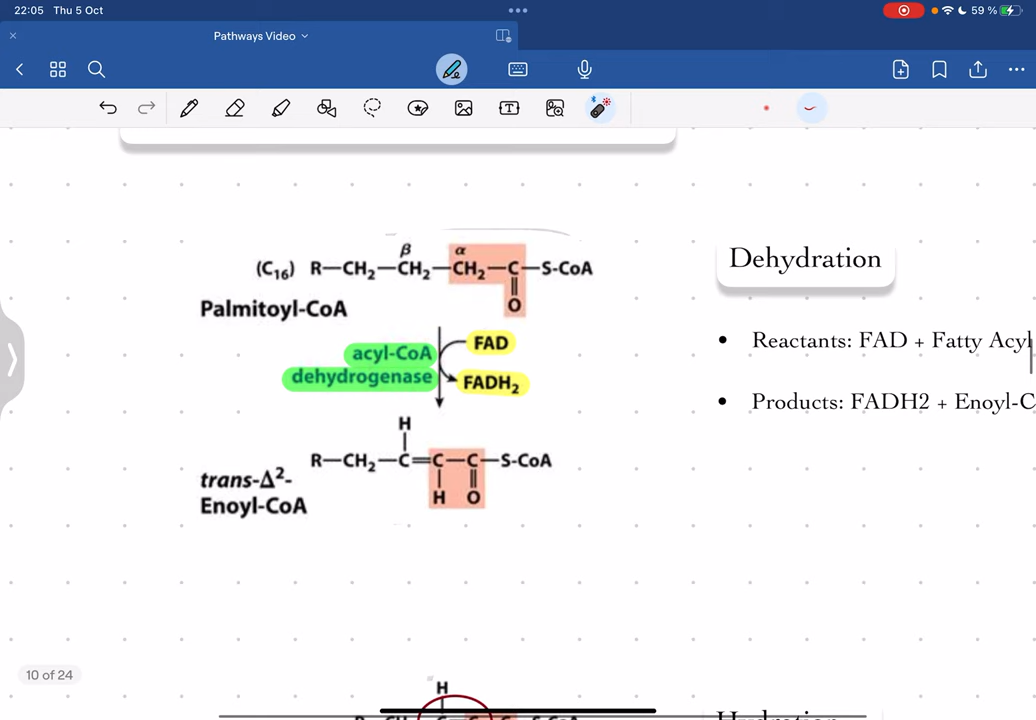 22:05 Thu 5 Oct
59 %
Pathways Video
β α
(C16) R—CH2—CH2—CH2—C—S-CoA
O
Palmitoyl-CoA
acyl-CoA
dehydrogenase
FAD
FADH2
H
R—CH2—C=C—C—S-CoA
H O
trans-Δ²-
Enoyl-CoA
Dehydration
• Reactants: FAD + Fatty Acyl
• Products: FADH2 + Enoyl-C
10 of 24
H